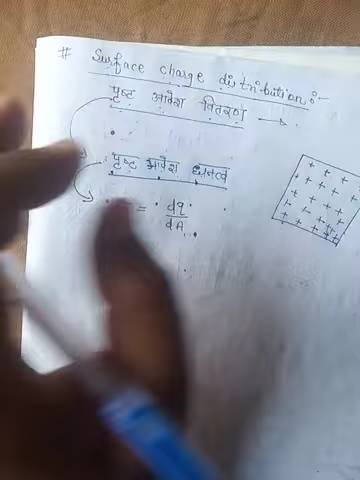 # Surface charge distribution :-
पृष्ट आवेश वितरण →
पृष्ट आवेश घनत्व
= dq/dA